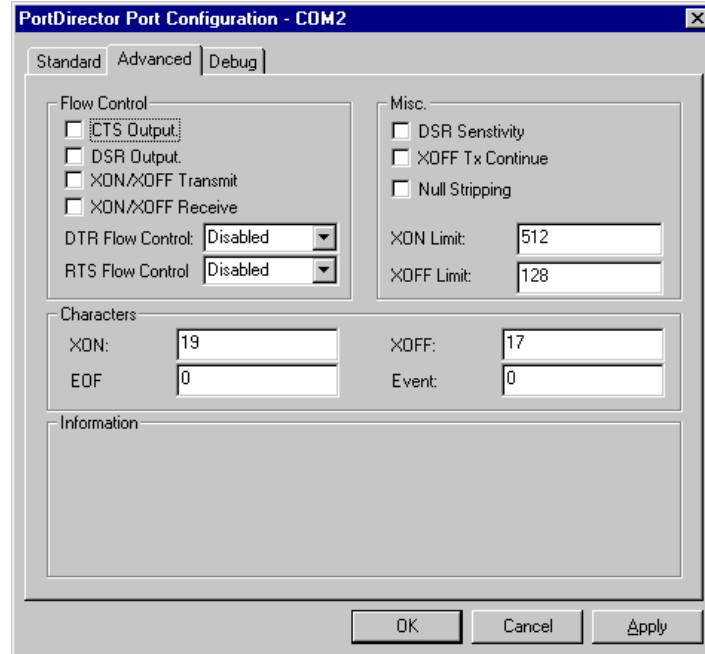 PortDirector Port Configuration - COM2
Standard Advanced Debug
Flow Control
CTS Output.
DSR Output.
XON/XOFF Transmit
XON/XOFF Receive
DTR Flow Control: Disabled
RTS Flow Control Disabled
Misc.
DSR Senstivity
XOFF Tx Continue
Null Stripping
XON Limit: 512
XOFF Limit: 128
Characters
XON: 19 XOFF: 17
EOF 0 Event: 0
Information
OK Cancel Apply